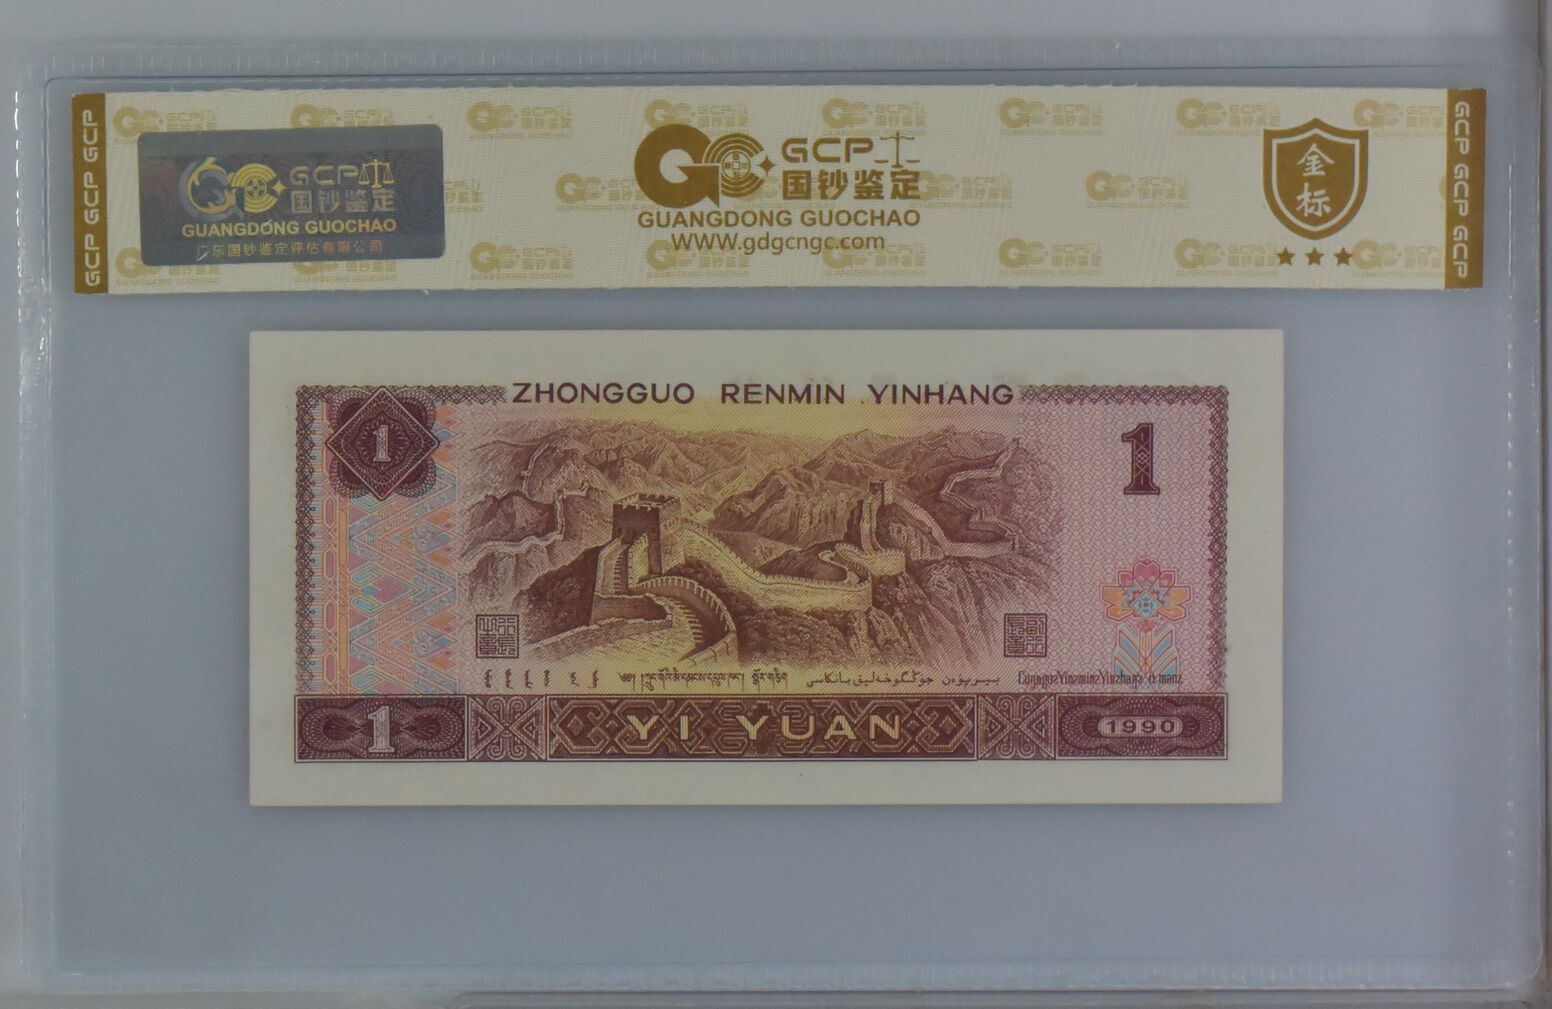 GCP GCP GCP
GCP
国钞鉴定
GUANGDONG GUOCHAO
广东国钞鉴定评估有限公司
GCP
国钞鉴定
GUANGDONG GUOCHAO
WWW.gdgcngc.com
金标
GCP GCP GCP
ZHONGGUO RENMIN YINHANG
1
1
1
YI YUAN
1990